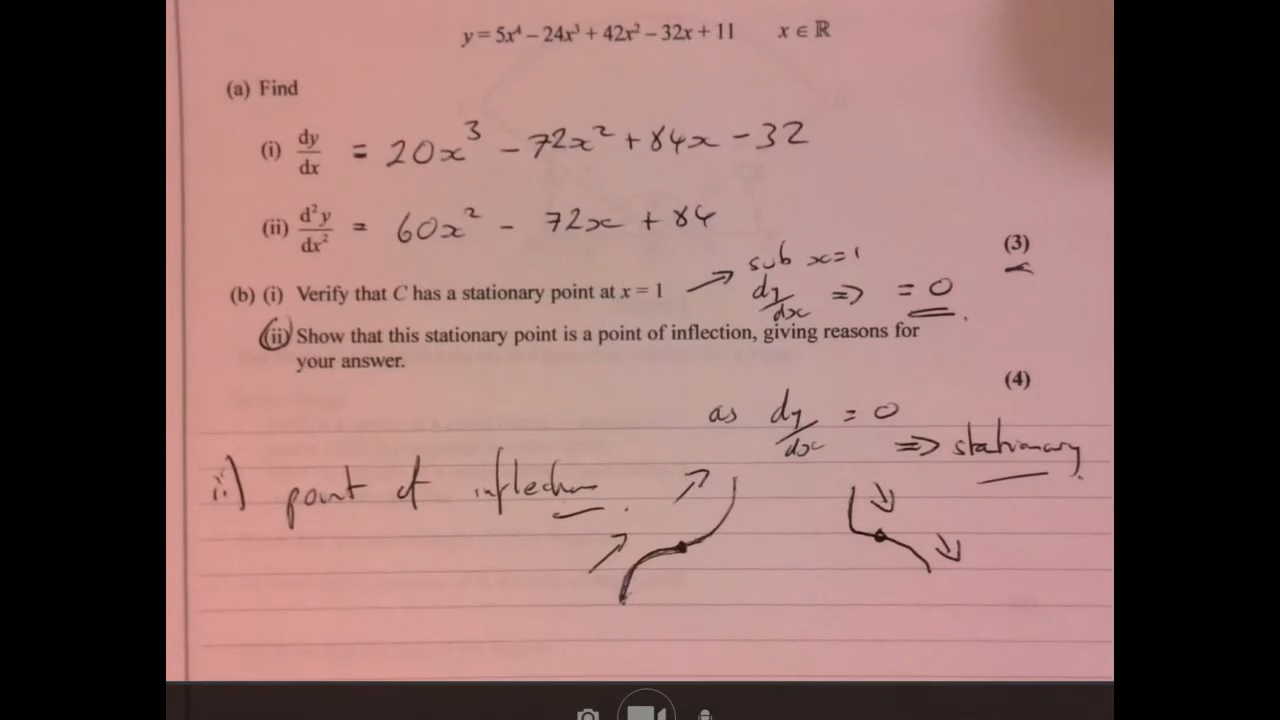 y = 5x⁴ – 24x³ + 42x² – 32x + 11 x ∈ ℝ
(a) Find
(i) dy/dx = 20x³ – 72x² + 84x – 32
(ii) d²y/dx² = 60x² – 72x + 84
(3)
sub x=1
(b) (i) Verify that C has a stationary point at x = 1 → dy/dx ⇒ = 0
(ii) Show that this stationary point is a point of inflection, giving reasons for
your answer.
(4)
as dy/dx = 0
⇒ stationary
ii) point of inflection.